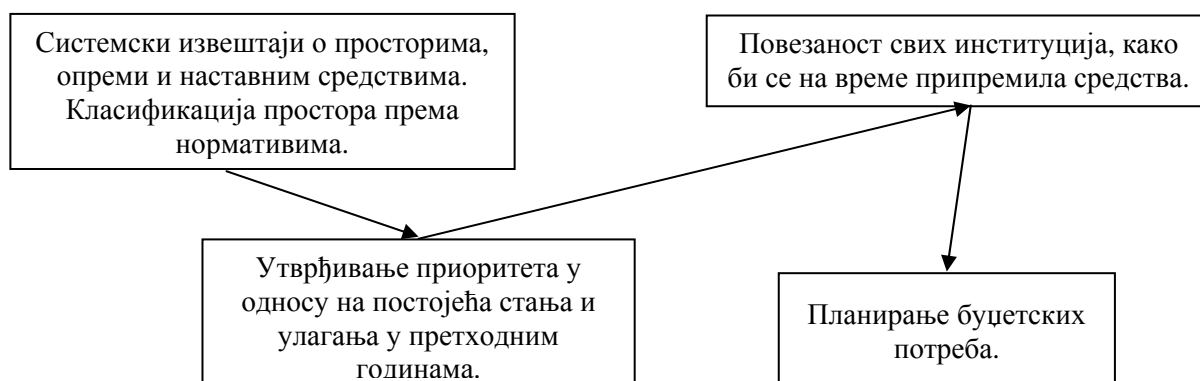 Системски извештаји о просторима,
опреми и наставним средствима.
Класификација простора према
нормативима.
Повезаност свих институција, како
би се на време припремила средства.
Утврђивање приоритета у
односу на постојећа стања и
улагања у претходним
годинама.
Планирање буџетских
потреба.